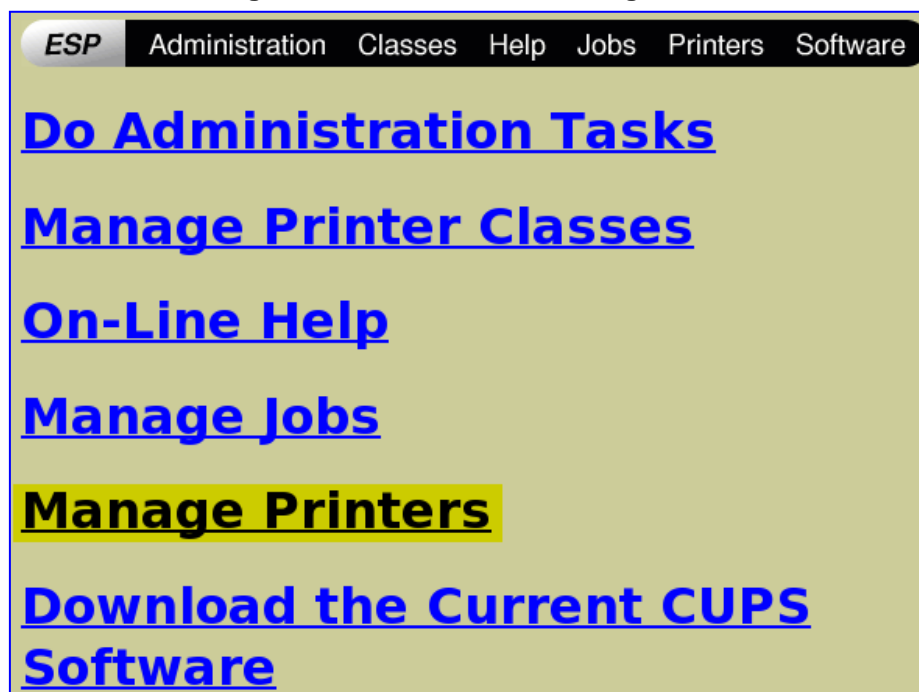 ESP Administration Classes Help Jobs Printers Software
Do Administration Tasks
Manage Printer Classes
On-Line Help
Manage Jobs
Manage Printers
Download the Current CUPS
Software